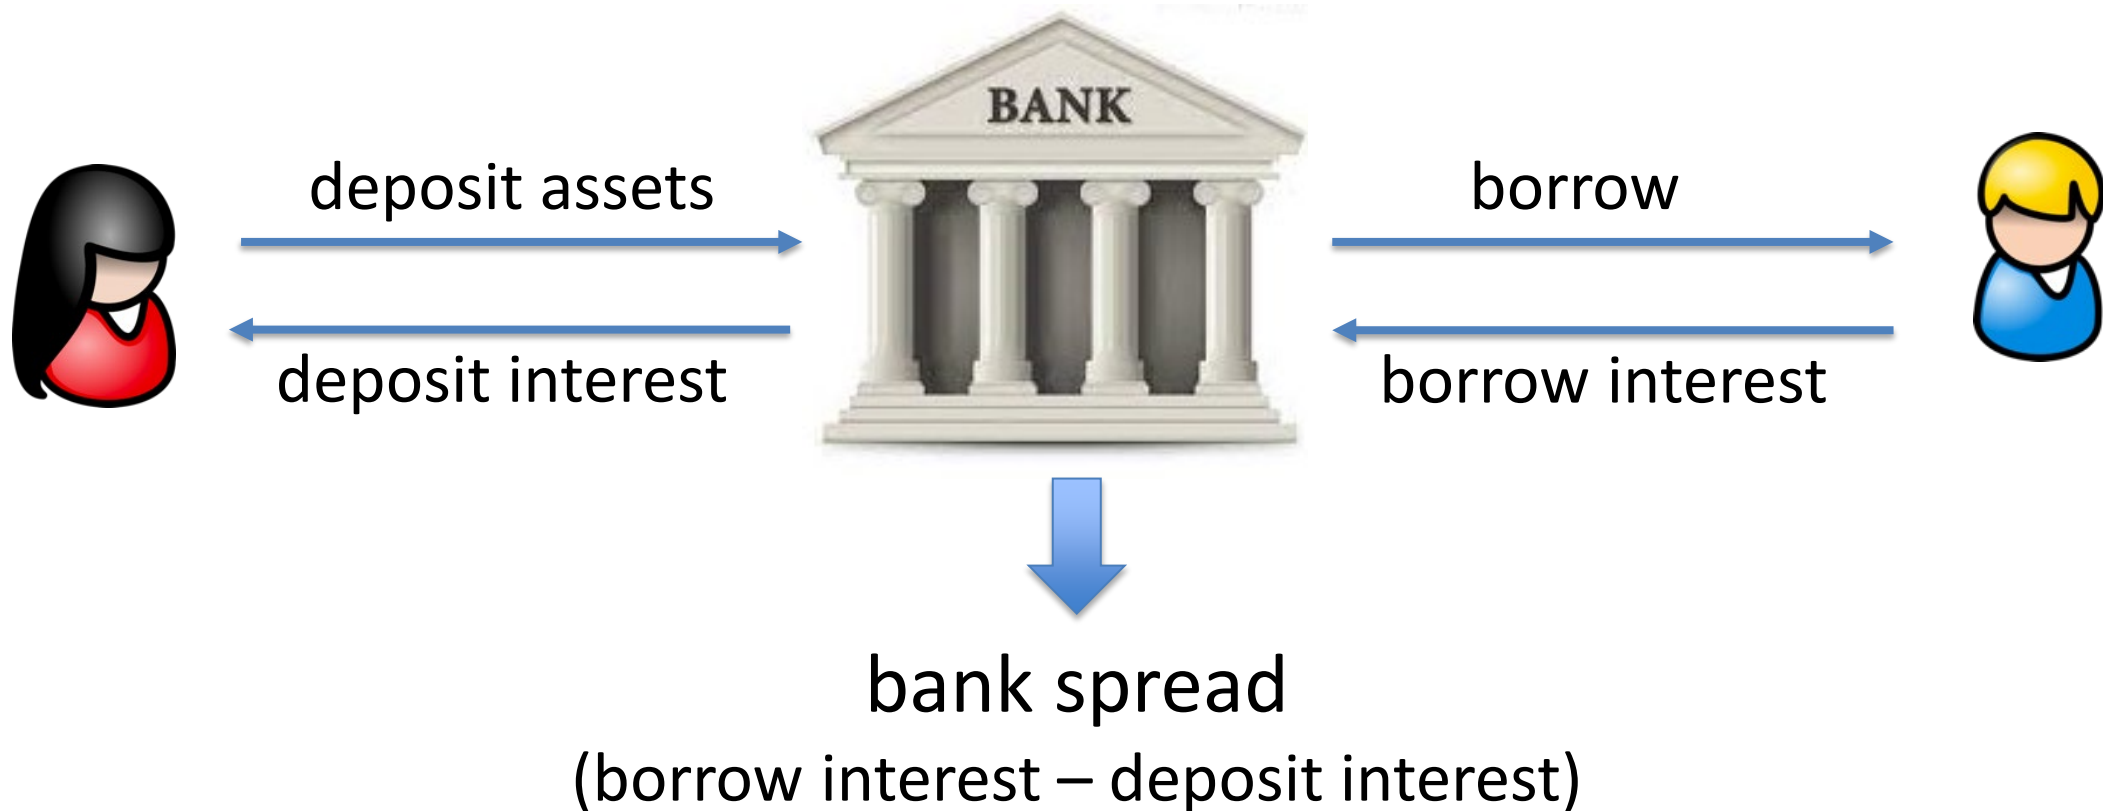 BANK
deposit assets
borrow
deposit interest
borrow interest
bank spread
(borrow interest – deposit interest)